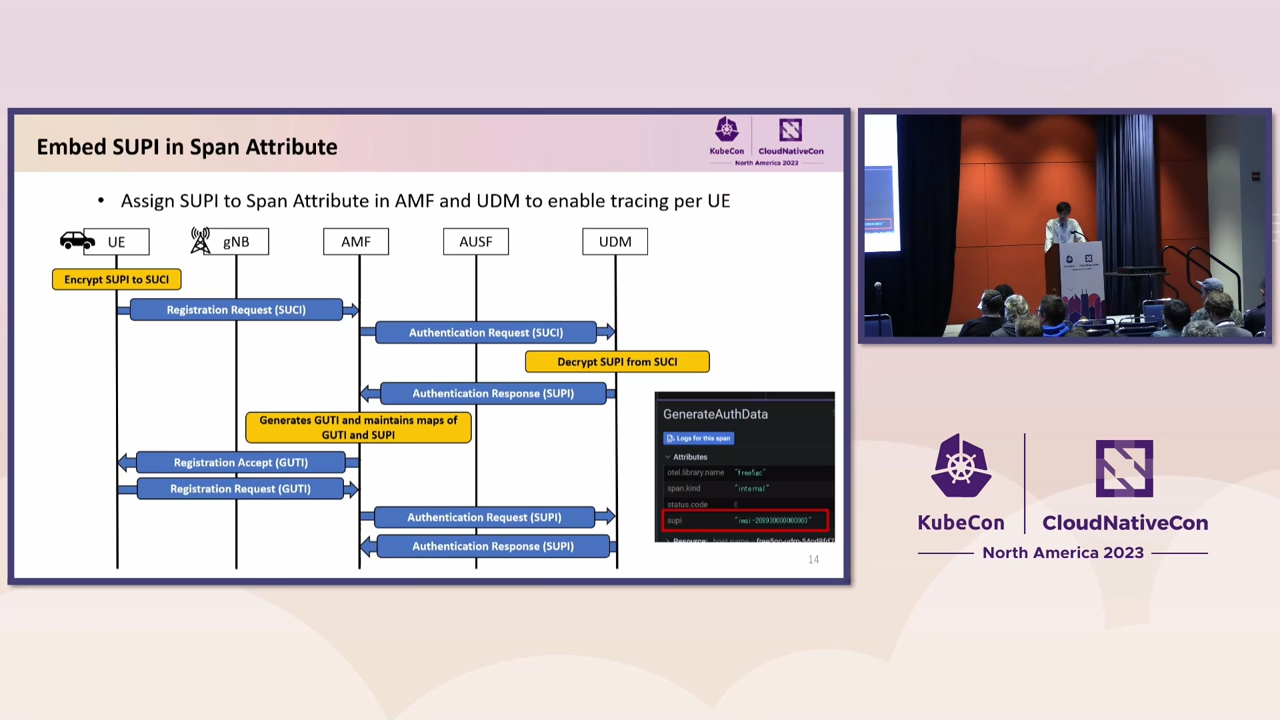 Embed SUPI in Span Attribute
KubeCon
CloudNativeCon
North America 2023
• Assign SUPI to Span Attribute in AMF and UDM to enable tracing per UE
UE
gNB
AMF
AUSF
UDM
Encrypt SUPI to SUCI
Registration Request (SUCI)
Authentication Request (SUCI)
Decrypt SUPI from SUCI
Authentication Response (SUPI)
Generates GUTI and maintains maps of
GUTI and SUPI
Registration Accept (GUTI)
Registration Request (GUTI)
Authentication Request (SUPI)
Authentication Response (SUPI)
GenerateAuthData
Logs for this span
Attributes
otel.library.name "free5gc"
span.kind "internal"
status.code 0
supi
14
KubeCon
CloudNativeCon
North America 2023